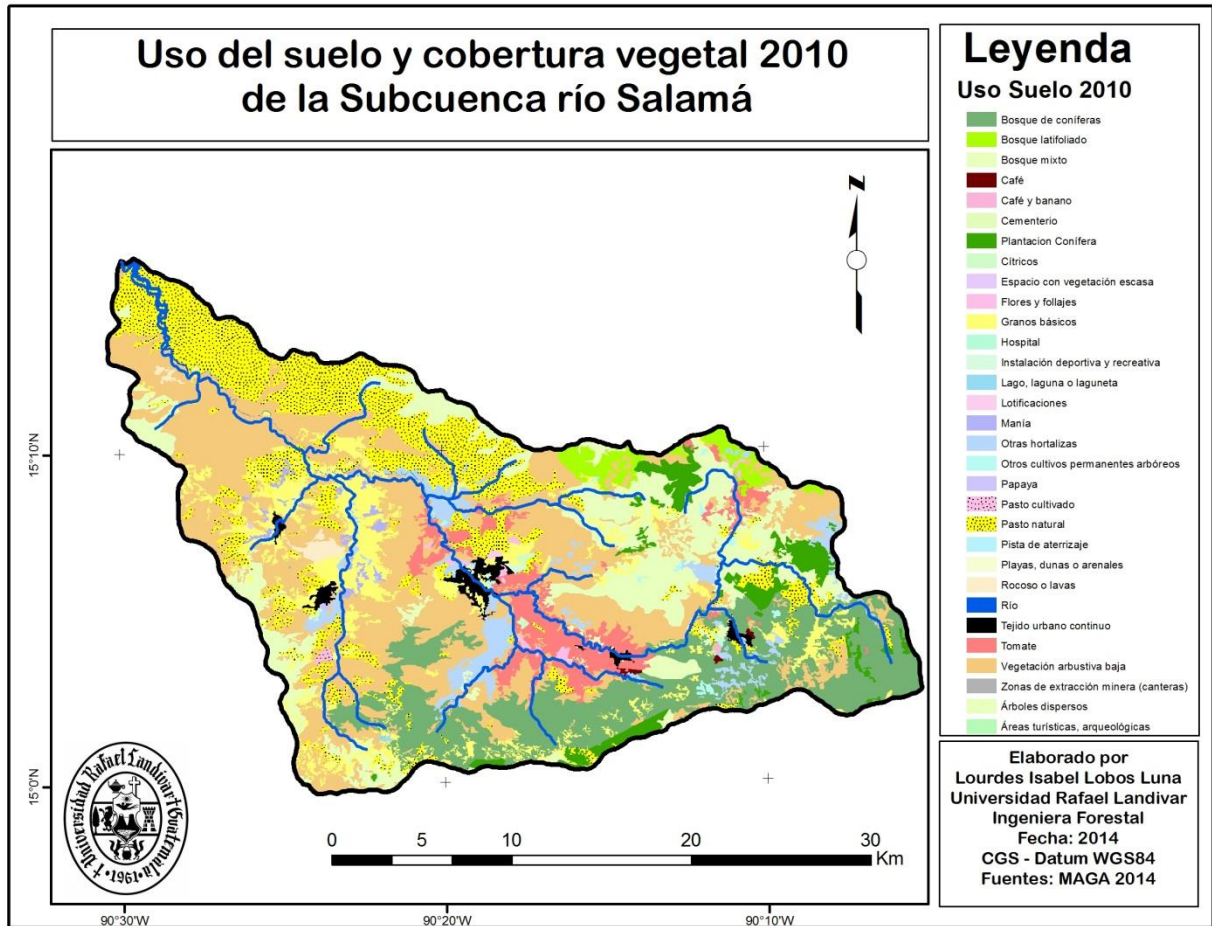 Uso del suelo y cobertura vegetal 2010
de la Subcuenca río Salamá
Leyenda
Uso Suelo 2010
Bosque de coníferas
Bosque latifoliado
Bosque mixto
Café
Café y banano
Cementerio
Plantacion Conífera
Cítricos
Espacio con vegetación escasa
Flores y follajes
Granos básicos
Hospital
Instalación deportiva y recreativa
Lago, laguna o laguneta
Lotificaciones
Manía
Otras hortalizas
Otros cultivos permanentes arbóreos
Papaya
Pasto cultivado
Pasto natural
Pista de aterrizaje
Playas, dunas o arenales
Rocoso o lavas
Río
Tejido urbano continuo
Tomate
Vegetación arbustiva baja
Zonas de extracción minera (canteras)
Árboles dispersos
Áreas turísticas, arqueológicas
Elaborado por
Lourdes Isabel Lobos Luna
Universidad Rafael Landivar
Ingeniera Forestal
Fecha: 2014
CGS - Datum WGS84
Fuentes: MAGA 2014
N
15°10'N
15°0'N
Universidad Rafael Landivar Guatemala 1961
0 5 10 20 30
Km
90°30'W 90°20'W 90°10'W